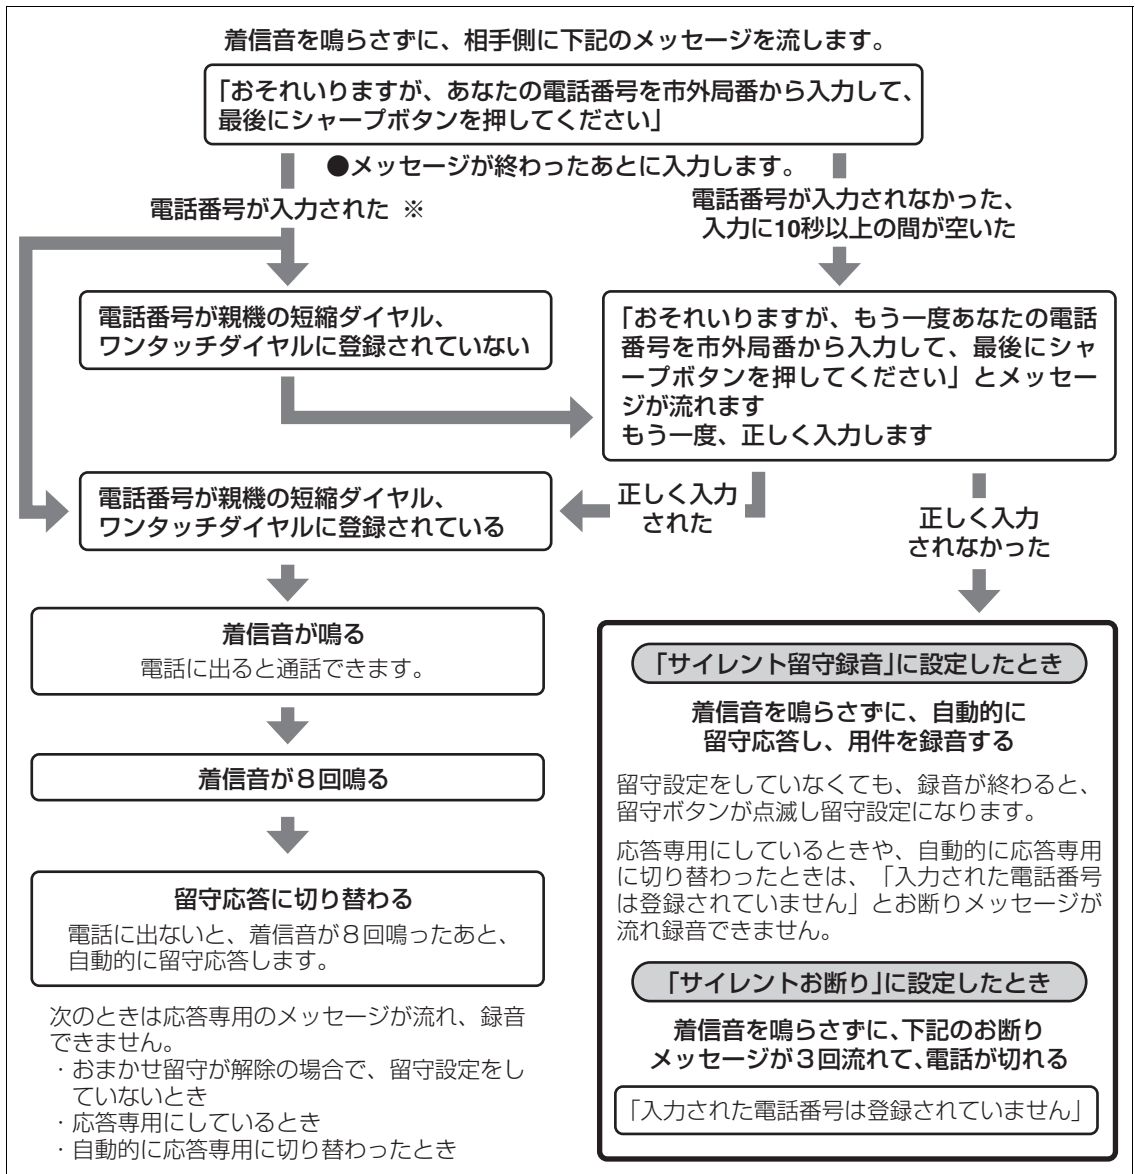 着信音を鳴らさずに、相手側に下記のメッセージを流します。
「おそれいりますが、あなたの電話番号を市外局番から入力して、
最後にシャープボタンを押してください」
●メッセージが終わったあとに入力します。
電話番号が入力された ※
電話番号が入力されなかった、
入力に10秒以上の間が空いた
電話番号が親機の短縮ダイヤル、
ワンタッチダイヤルに登録されていない
「おそれいりますが、もう一度あなたの電話
番号を市外局番から入力して、最後にシャ
ープボタンを押してください」とメッセー
ジが流れます
もう一度、正しく入力します
電話番号が親機の短縮ダイヤル、
ワンタッチダイヤルに登録されている
正しく入力
された
正しく入力
されなかった
着信音が鳴る
電話に出ると通話できます。
着信音が8回鳴る
留守応答に切り替わる
電話に出ないと、着信音が8回鳴ったあと、
自動的に留守応答します。
次のときは応答専用のメッセージが流れ、録音
できません。
・おまかせ留守が解除の場合で、留守設定をし
ていないとき
・応答専用にしているとき
・自動的に応答専用に切り替わったとき
「サイレント留守録音」に設定したとき
着信音を鳴らさずに、自動的に
留守応答し、用件を録音する
留守設定をしていなくても、録音が終わると、
留守ボタンが点滅し留守設定になります。
応答専用にしているときや、自動的に応答専用
に切り替わったときは、「入力された電話番号
は登録されていません」とお断りメッセージが
流れ録音できません。
「サイレントお断り」に設定したとき
着信音を鳴らさずに、下記のお断り
メッセージが3回流れて、電話が切れる
「入力された電話番号は登録されていません」